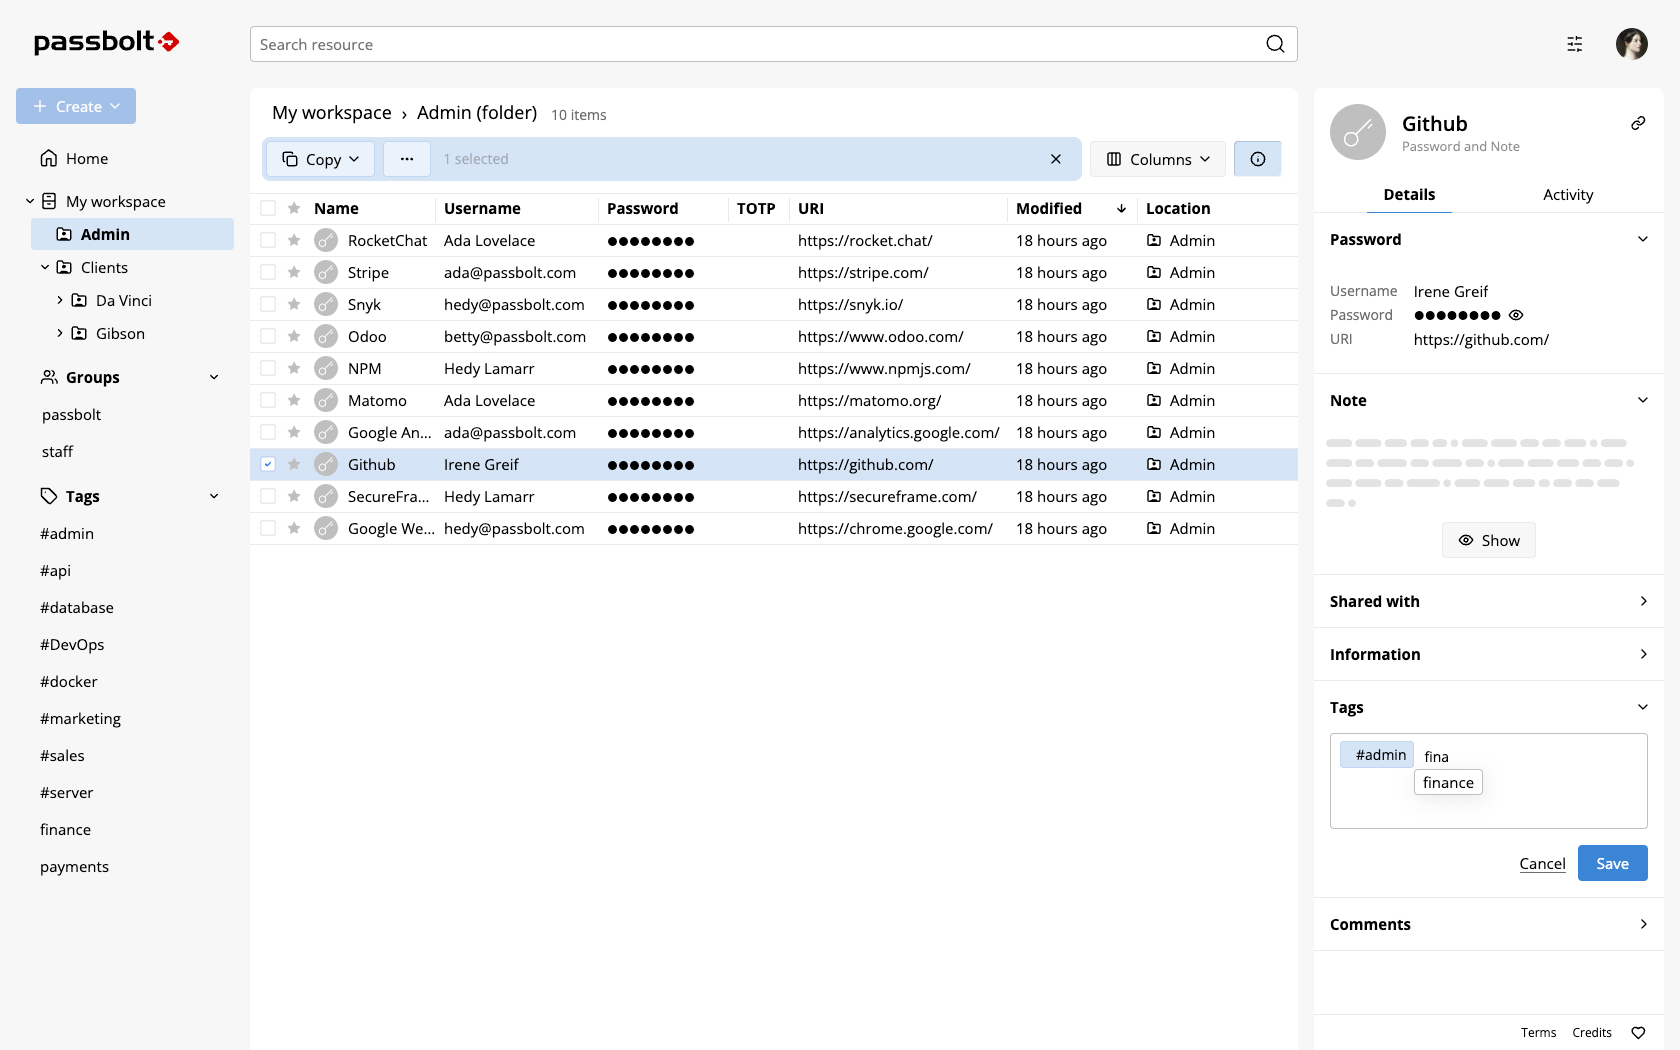 passbolt
Search resource
Create
Home
My workspace
Admin
Clients
Da Vinci
Gibson
Groups
passbolt
staff
Tags
#admin
#api
#database
#DevOps
#docker
#marketing
#sales
#server
finance
payments
My workspace › Admin (folder) 10 items
Copy ... 1 selected Columns
Name Username Password TOTP URI Modified Location
RocketChat Ada Lovelace ●●●●●●●● https://rocket.chat/ 18 hours ago Admin
Stripe ada@passbolt.com ●●●●●●●● https://stripe.com/ 18 hours ago Admin
Snyk hedy@passbolt.com ●●●●●●●● https://snyk.io/ 18 hours ago Admin
Odoo betty@passbolt.com ●●●●●●●● https://www.odoo.com/ 18 hours ago Admin
NPM Hedy Lamarr ●●●●●●●● https://www.npmjs.com/ 18 hours ago Admin
Matomo Ada Lovelace ●●●●●●●● https://matomo.org/ 18 hours ago Admin
Google An... ada@passbolt.com ●●●●●●●● https://analytics.google.com/ 18 hours ago Admin
Github Irene Greif ●●●●●●●● https://github.com/ 18 hours ago Admin
SecureFra... Hedy Lamarr ●●●●●●●● https://secureframe.com/ 18 hours ago Admin
Google We... hedy@passbolt.com ●●●●●●●● https://chrome.google.com/ 18 hours ago Admin
Github
Password and Note
Details Activity
Password
Username Irene Greif
Password ●●●●●●●●
URI https://github.com/
Note
Show
Shared with
Information
Tags
#admin fina
finance
Cancel Save
Comments
Terms Credits